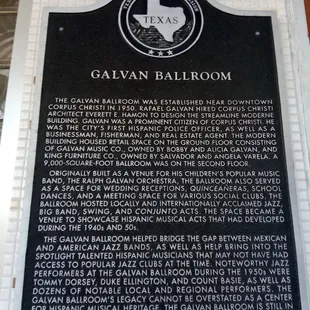 TEXAS
GALVAN BALLROOM
THE GALVAN BALLROOM WAS ESTABLISHED NEAR DOWNTOWN
CORPUS CHRISTI IN 1950. RAFAEL GALVAN HIRED CORPUS CHRISTI
ARCHITECT EVERETT E. HAMON TO DESIGN THE STREAMLINE MODERNE
BUILDING. GALVAN WAS A PROMINENT CITIZEN OF CORPUS CHRISTI. HE
WAS THE CITY'S FIRST HISPANIC POLICE OFFICER, AS WELL AS A
BUSINESSMAN, FISHERMAN, AND REAL ESTATE AGENT. THE MODERN
BUILDING HOUSED RETAIL SPACE ON THE GROUND FLOOR CONSISTING
OF GALVAN MUSIC CO., OWNED BY BOBBY AND ALICIA GALVAN, AND
KING FURNITURE CO., OWNED BY SALVADOR AND ANGELA VARELA. A
9,000-SQUARE-FOOT BALLROOM WAS ON THE SECOND FLOOR.
ORIGINALLY BUILT AS A VENUE FOR HIS CHILDREN'S POPULAR MUSIC
BAND, THE RALPH GALVAN ORCHESTRA, THE BALLROOM ALSO SERVED
AS A SPACE FOR WEDDING RECEPTIONS, QUINCEAÑERAS, SCHOOL
DANCES, AND A MEETING SPACE FOR VARIOUS SOCIAL CLUBS. THE
BALLROOM HOSTED LOCALLY AND INTERNATIONALLY ACCLAIMED JAZZ,
BIG BAND, SWING, AND CONJUNTO ACTS. THE SPACE BECAME A
VENUE TO SHOWCASE HISPANIC MUSICAL ACTS THAT HAD DEVELOPED
DURING THE 1940s AND 50s.
THE GALVAN BALLROOM HELPED BRIDGE THE GAP BETWEEN MEXICAN
AND AMERICAN JAZZ BANDS, AS WELL AS HELP BRING INTO THE
SPOTLIGHT TALENTED HISPANIC MUSICIANS THAT MAY NOT HAVE HAD
ACCESS TO POPULAR JAZZ CLUBS AT THE TIME. NOTEWORTHY JAZZ
PERFORMERS AT THE GALVAN BALLROOM DURING THE 1950s WERE
TOMMY DORSEY, DUKE ELLINGTON, AND COUNT BASIE, AS WELL AS
DOZENS OF NOTABLE LOCAL AND REGIONAL PERFORMERS. THE
GALVAN BALLROOM'S LEGACY CANNOT BE OVERSTATED AS A CENTER
FOR HISPANIC MUSICAL HERITAGE. THE GALVAN BALLROOM IS STILL IN